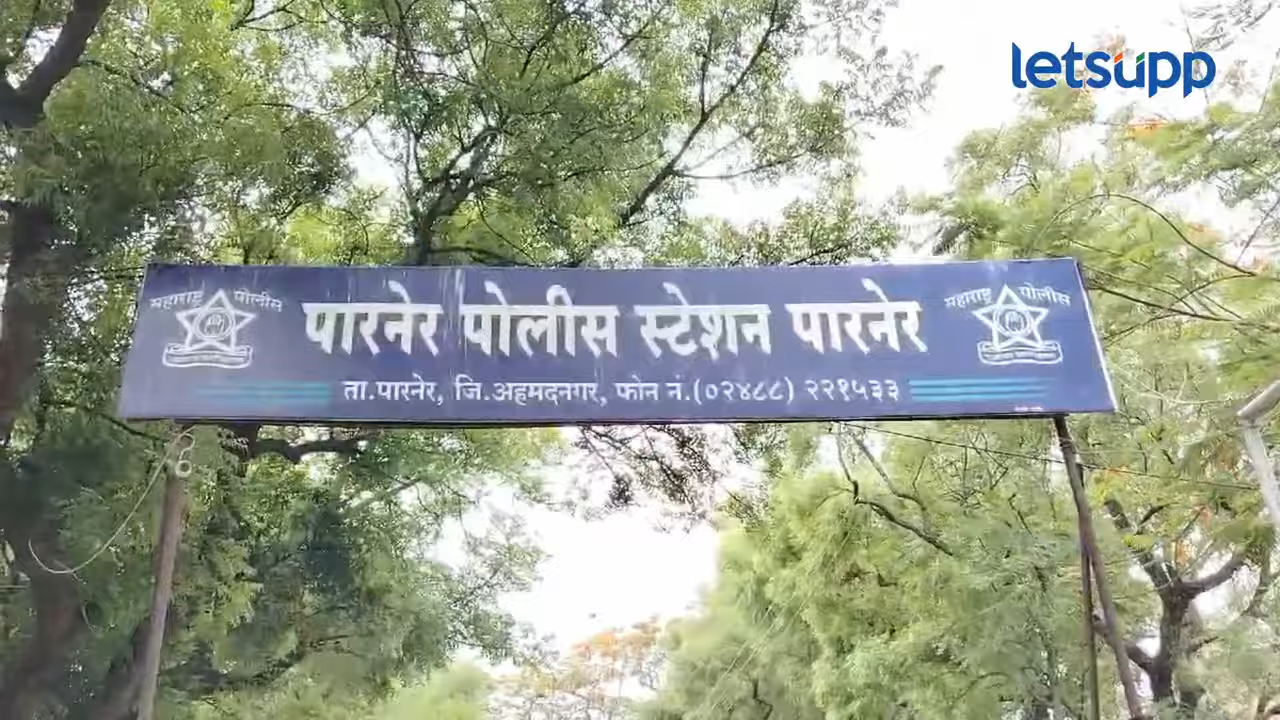 letsupp
महाराष्ट्र पोलीस
पारनेर पोलीस स्टेशन पारनेर
महाराष्ट्र पोलीस
ता.पारनेर, जि.अहमदनगर, फोन नं.(०२४८८) २२१५३३